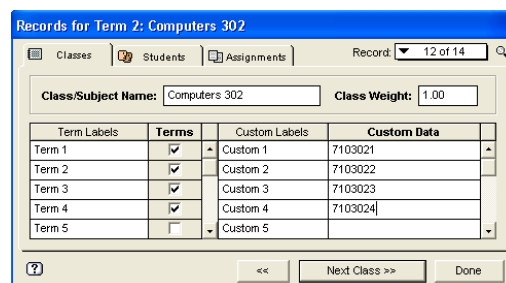 Records for Term 2: Computers 302
Classes Students Assignments Record: 12 of 14
Class/Subject Name: Computers 302 Class Weight: 1.00
Term Labels Terms Custom Labels Custom Data
Term 1 Custom 1 7103021
Term 2 Custom 2 7103022
Term 3 Custom 3 7103023
Term 4 Custom 4 7103024
Term 5 Custom 5
? << Next Class >> Done